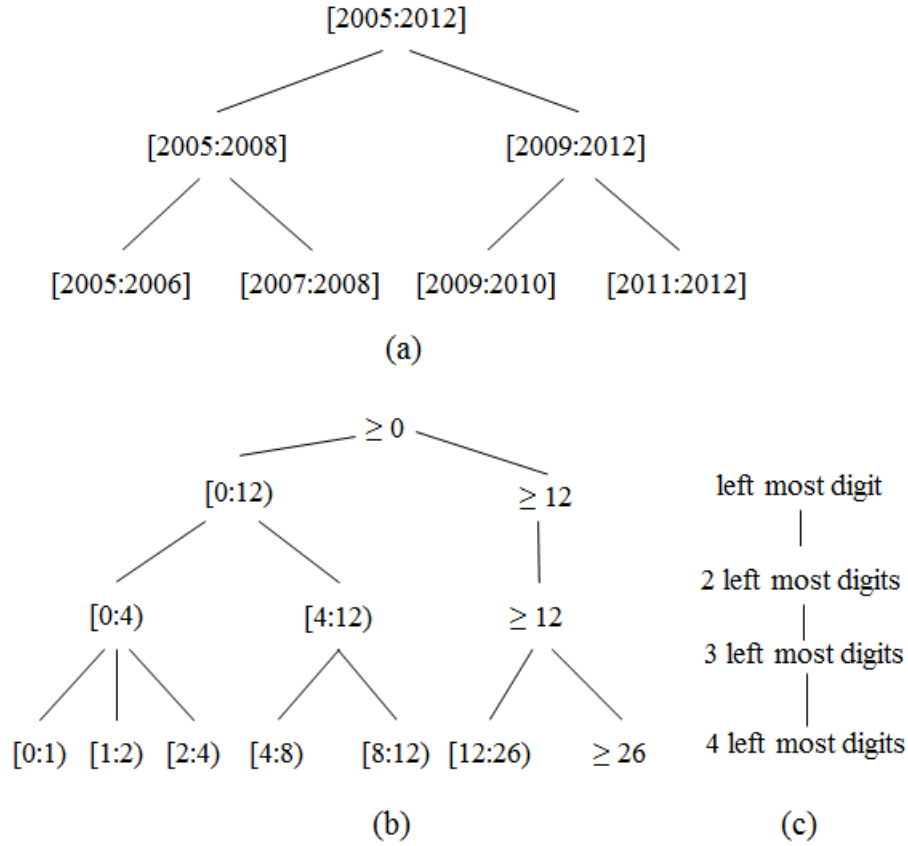 [2005:2012]
[2005:2008] [2009:2012]
[2005:2006] [2007:2008] [2009:2010] [2011:2012]
(a)
≥ 0
[0:12) ≥ 12
[0:4) [4:12) ≥ 12
[0:1) [1:2) [2:4) [4:8) [8:12) [12:26) ≥ 26
(b)
left most digit
2 left most digits
3 left most digits
4 left most digits
(c)